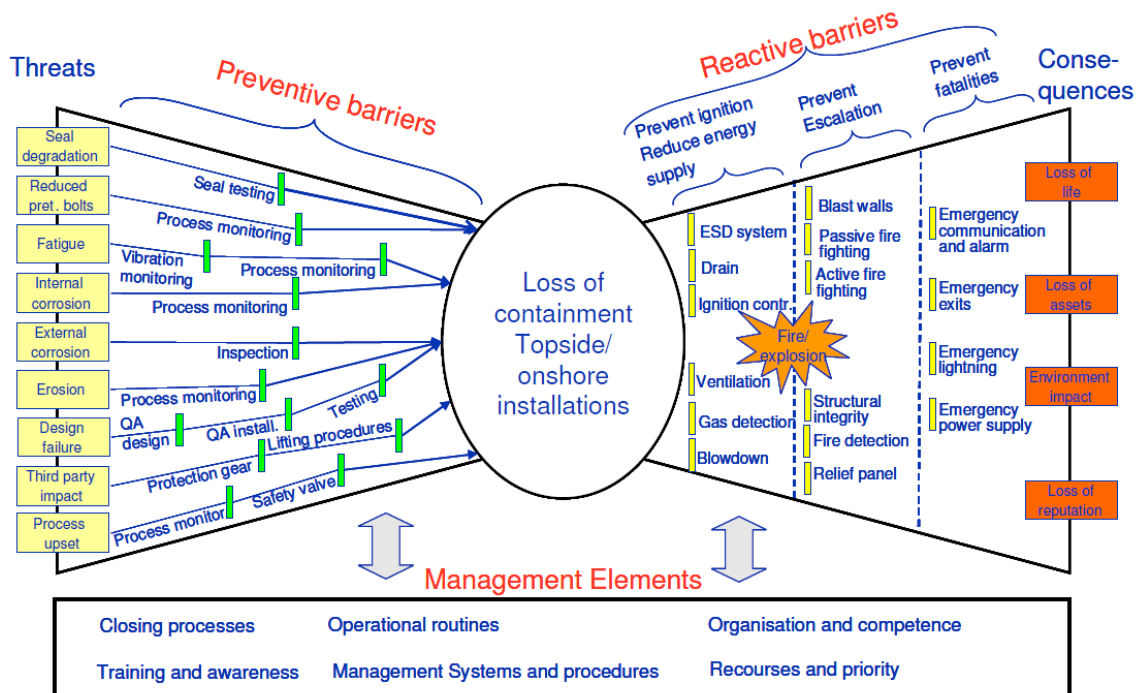 Threats
Preventive barriers
Reactive barriers
Conse-
quences
Prevent ignition
Reduce energy
supply
Prevent
Escalation
Prevent
fatalities
Seal
degradation
Reduced
pret. bolts
Fatigue
Internal
corrosion
External
corrosion
Erosion
Design
failure
Third party
impact
Process
upset
Seal testing
Process monitoring
Vibration
monitoring
Process monitoring
Process monitoring
Inspection
Process monitoring
QA
design
QA install.
Testing
Protection gear
Lifting procedures
Process monitor
Safety valve
Loss of
containment
Topside/
onshore
installations
ESD system
Drain
Ignition contr.
Ventilation
Gas detection
Blowdown
Fire/
explosion
Blast walls
Passive fire
fighting
Active fire
fighting
Structural
integrity
Fire detection
Relief panel
Emergency
communication
and alarm
Emergency
exits
Emergency
lightning
Emergency
power supply
Loss of
life
Loss of
assets
Environment
impact
Loss of
reputation
Management Elements
Closing processes
Operational routines
Organisation and competence
Training and awareness
Management Systems and procedures
Recourses and priority